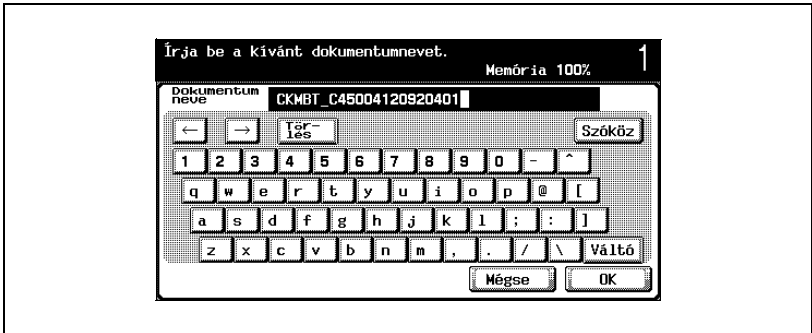 Írja be a kívánt dokumentumnevet.
Memória 100% 1
Dokumentum
neve
CKMBT_C45004120920401
← → Tör-
lés Szóköz
1 2 3 4 5 6 7 8 9 0 - ^
q w e r t y u i o p @ [
a s d f g h j k l ; : ]
z x c v b n m , . / \ Váltó
Mégse OK